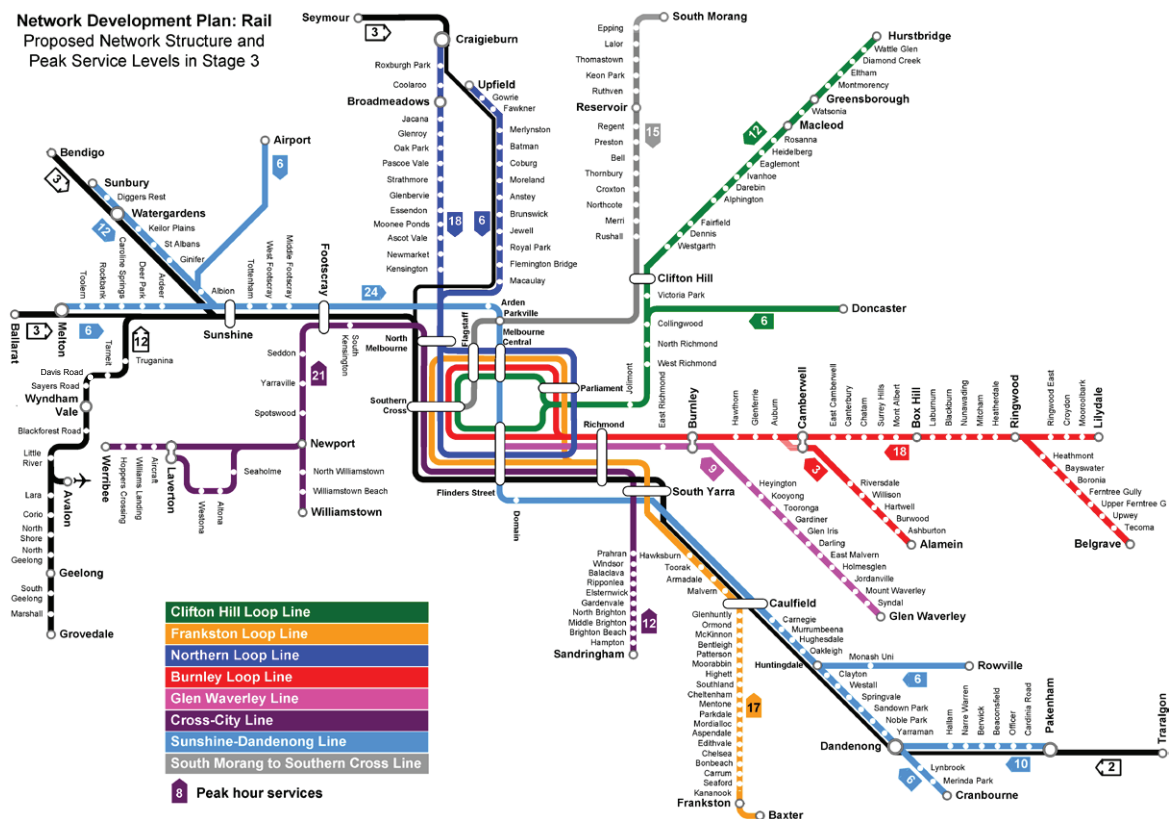 Network Development Plan: Rail
Proposed Network Structure and
Peak Service Levels in Stage 3
Seymour
3
Craigieburn
Roxburgh Park
Coolaroo
Broadmeadows
Jacana
Glenroy
Oak Park
Pascoe Vale
Strathmore
Glenbervie
Essendon
Moonee Ponds
Ascot Vale
Newmarket
Kensington
18
Upfield
Gowrie
Fawkner
Merlynston
Batman
Coburg
Moreland
Anstey
Brunswick
Jewell
Royal Park
Flemington Bridge
Macaulay
6
South Morang
Epping
Lalor
Thomastown
Keon Park
Ruthven
Reservoir
Regent
Preston
Bell
Thornbury
Croxton
Northcote
Merri
Rushall
15
Hurstbridge
Wattle Glen
Diamond Creek
Eltham
Montmorency
Greensborough
Watsonia
Macleod
Rosanna
Heidelberg
Eaglemont
Ivanhoe
Darebin
Alphington
Fairfield
Dennis
Westgarth
12
Clifton Hill
Victoria Park
Collingwood
North Richmond
West Richmond
Jolimont
Doncaster
6
Bendigo
3
Sunbury
Diggers Rest
Watergardens
Keilor Plains
St Albans
Ginifer
Albion
12
Airport
6
Toolern
Rockbank
Caroline Springs
Deer Park
Ardeer
Sunshine
Tottenham
West Footscray
Middle Footscray
Footscray
24
Arden
Parkville
Melbourne
Central
Flagstaff
North
Melbourne
Southern
Cross
Parliament
Flinders Street
Richmond
Domain
South Yarra
Ballarat
3
Melton
6
12
Truganina
Tarneit
Davis Road
Sayers Road
Wyndham
Vale
Blackforest Road
Little
River
Avalon
Lara
Corio
North
Shore
North
Geelong
Geelong
South
Geelong
Marshall
Grovedale
South
Kensington
Seddon
Yarraville
Spotswood
21
Newport
North Williamstown
Williamstown Beach
Williamstown
Seaholme
Altona
Westona
Laverton
Aircraft
Williams Landing
Hoppers Crossing
Werribee
East Richmond
Burnley
Hawthorn
Glenferrie
Auburn
Camberwell
East Camberwell
Canterbury
Chatam
Surrey Hills
Mont Albert
Box Hill
Laburnum
Blackburn
Nunawading
Mitcham
Heatherdale
Ringwood
Ringwood East
Croydon
Mooroolbark
Lilydale
18
3
Riversdale
Willison
Hartwell
Burwood
Ashburton
Alamein
Heathmont
Bayswater
Boronia
Ferntree Gully
Upper Ferntree G
Upwey
Tecoma
Belgrave
9
Heyington
Kooyong
Tooronga
Gardiner
Glen Iris
Darling
East Malvern
Holmesglen
Jordanville
Mount Waverley
Syndal
Glen Waverley
Prahran
Windsor
Balaclava
Ripponlea
Elsternwick
Gardenvale
North Brighton
Middle Brighton
Brighton Beach
Hampton
Sandringham
12
Hawksburn
Toorak
Armadale
Malvern
Caulfield
Glenhuntly
Ormond
McKinnon
Bentleigh
Patterson
Moorabbin
Highett
Southland
Cheltenham
Mentone
Parkdale
Mordialloc
Aspendale
Edithvale
Chelsea
Bonbeach
Carrum
Seaford
Kananook
Frankston
Baxter
17
Carnegie
Murrumbeena
Hughesdale
Oakleigh
Huntingdale
Monash Uni
Rowville
6
Clayton
Westall
Springvale
Sandown Park
Noble Park
Yarraman
Dandenong
Hallam
Narre Warren
Berwick
Beaconsfield
Officer
Cardinia Road
Pakenham
10
Traralgon
2
Lynbrook
Merinda Park
Cranbourne
6
Clifton Hill Loop Line
Frankston Loop Line
Northern Loop Line
Burnley Loop Line
Glen Waverley Line
Cross-City Line
Sunshine-Dandenong Line
South Morang to Southern Cross Line
8
Peak hour services